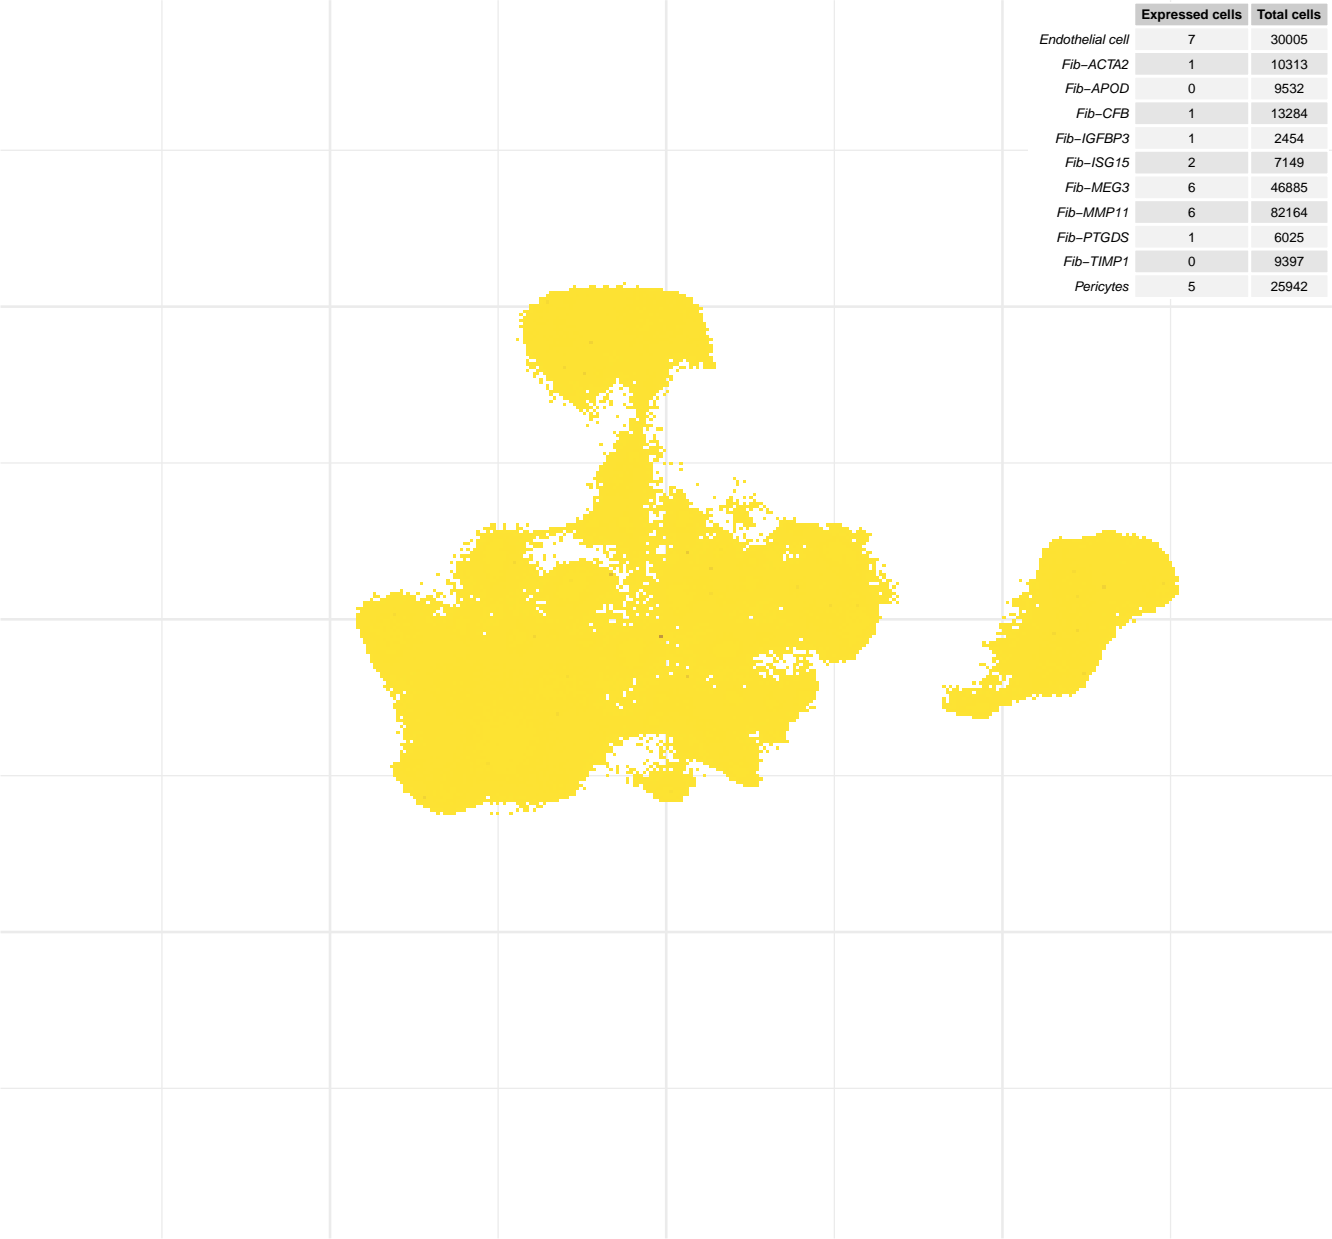 Expressed cells Total cells
Endothelial cell 7 30005
Fib−ACTA2 1 10313
Fib−APOD 0 9532
Fib−CFB 1 13284
Fib−IGFBP3 1 2454
Fib−ISG15 2 7149
Fib−MEG3 6 46885
Fib−MMP11 6 82164
Fib−PTGDS 1 6025
Fib−TIMP1 0 9397
Pericytes 5 25942